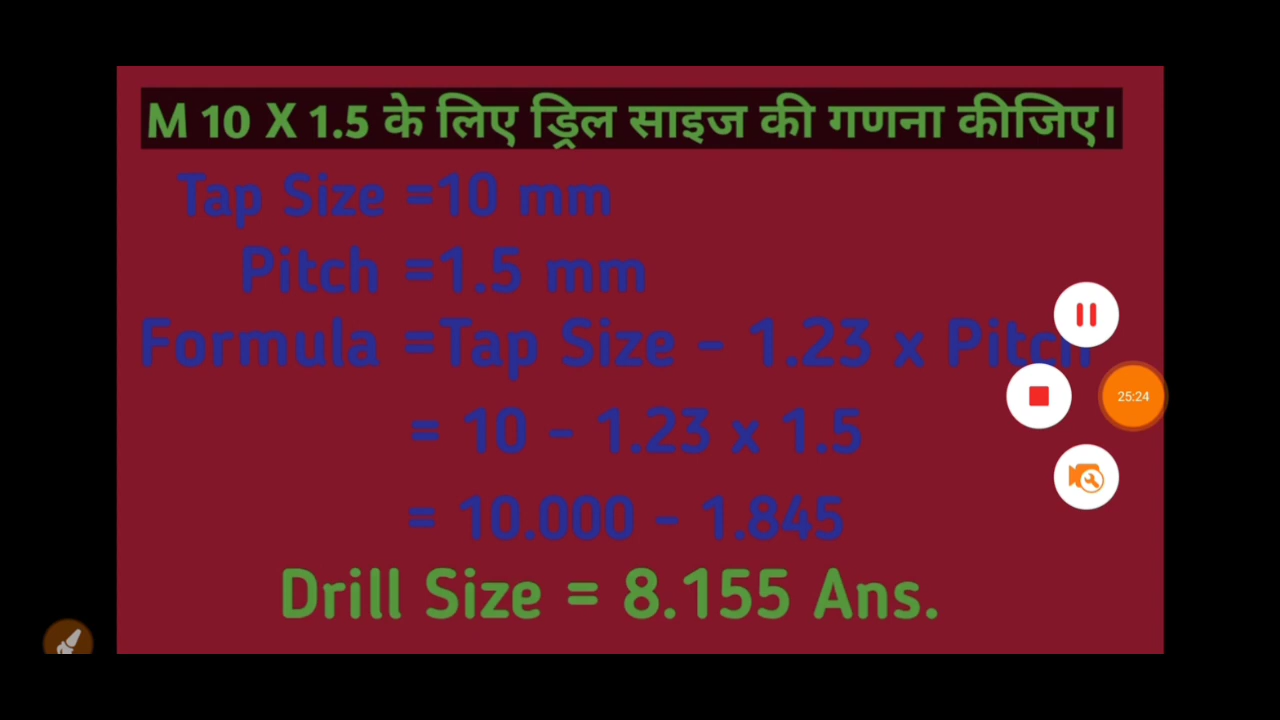 M 10 X 1.5 के लिए ड्रिल साइज की गणना कीजिए।
Tap Size =10 mm
Pitch =1.5 mm
Formula =Tap Size - 1.23 x Pitch
= 10 - 1.23 x 1.5
= 10.000 - 1.845
Drill Size = 8.155 Ans.
25:24